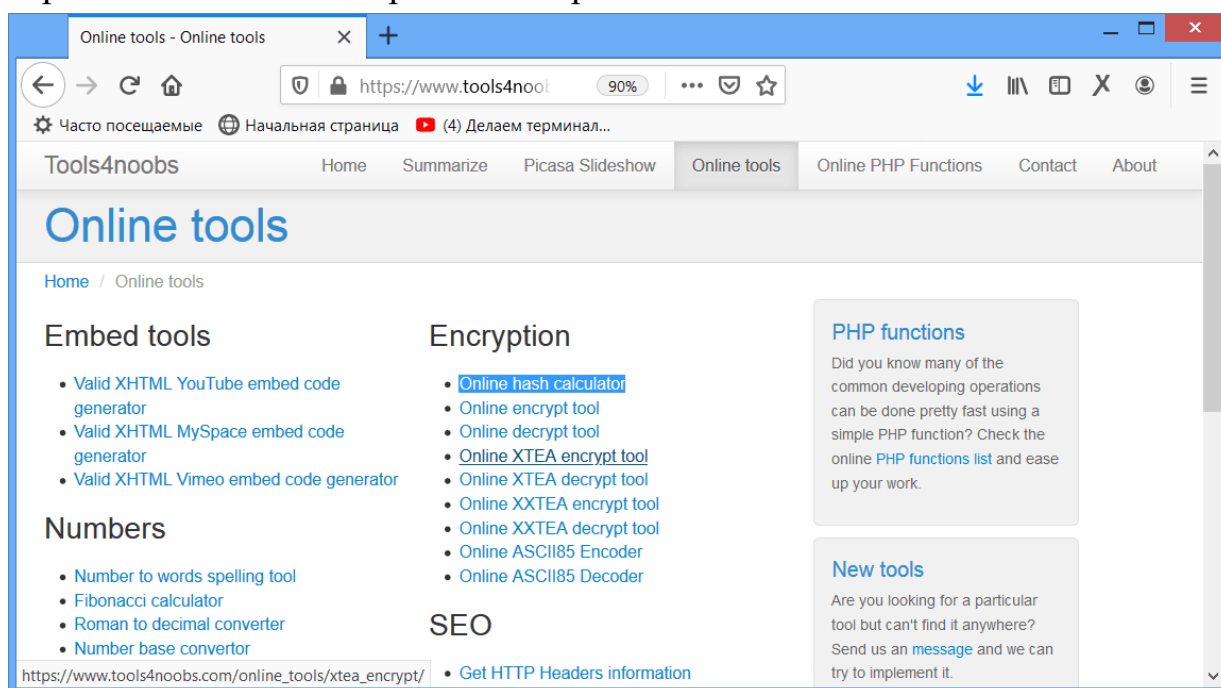 Online tools - Online tools
https://www.tools4noob
90%
Часто посещаемые Начальная страница (4) Делаем терминал...
Tools4noobs Home Summarize Picasa Slideshow Online tools Online PHP Functions Contact About
Online tools
Home / Online tools
Embed tools
Valid XHTML YouTube embed code
generator
Valid XHTML MySpace embed code
generator
Valid XHTML Vimeo embed code generator
Numbers
Number to words spelling tool
Fibonacci calculator
Roman to decimal converter
Number base convertor
https://www.tools4noobs.com/online_tools/xtea_encrypt/
Encryption
Online hash calculator
Online encrypt tool
Online decrypt tool
Online XTEA encrypt tool
Online XTEA decrypt tool
Online XXTEA encrypt tool
Online XXTEA decrypt tool
Online ASCII85 Encoder
Online ASCII85 Decoder
SEO
Get HTTP Headers information
PHP functions
Did you know many of the
common developing operations
can be done pretty fast using a
simple PHP function? Check the
online PHP functions list and ease
up your work.
New tools
Are you looking for a particular
tool but can't find it anywhere?
Send us an message and we can
try to implement it.